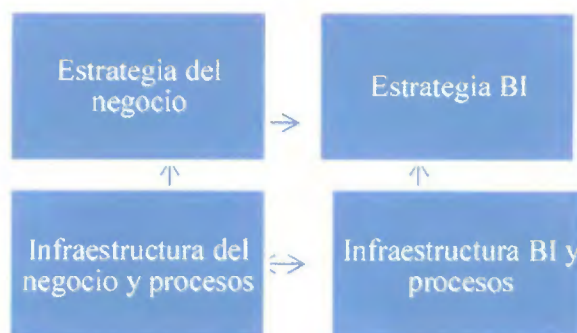 Estrategia del
negocio
Estrategia BI
Infraestructura del
negocio y procesos
Infraestructura BI y
procesos